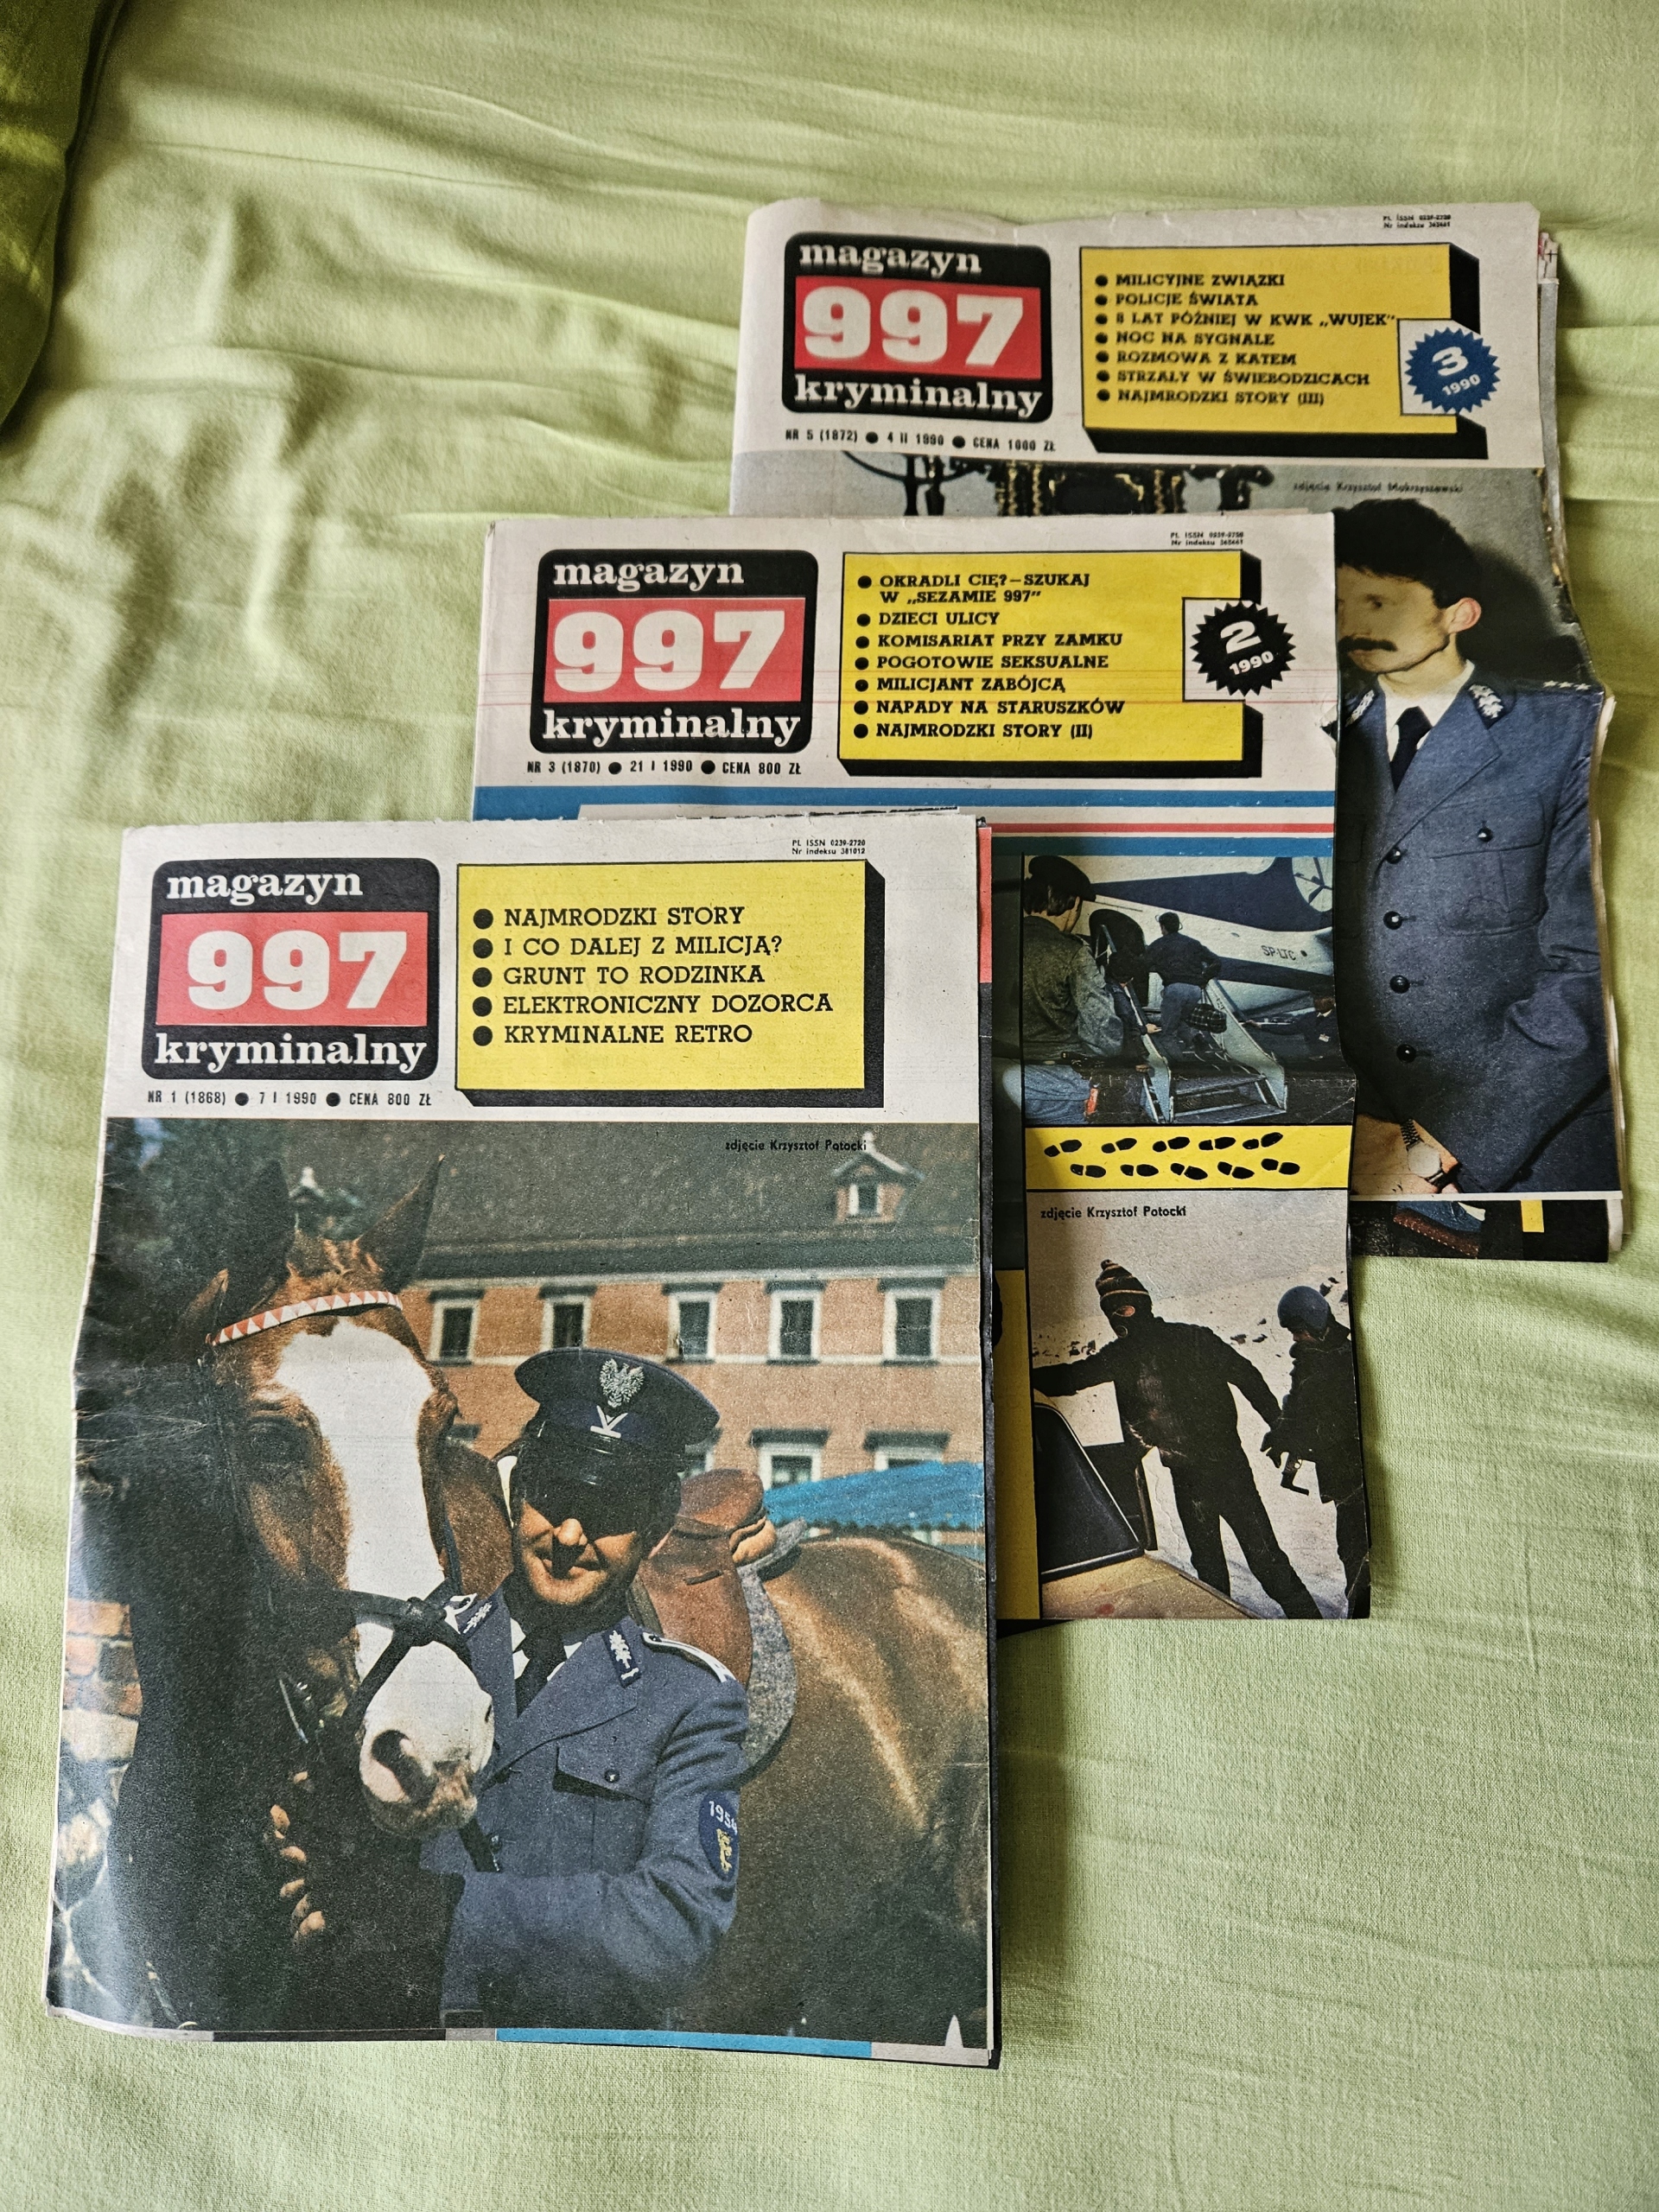 PL ISSN 0239-2720
Nr indeksu 365661
magazyn
997
kryminalny
● MILICYJNE ZWIĄZKI
● POLICJE ŚWIATA
● 8 LAT PÓŹNIEJ W KWK „WUJEK”
● NOC NA SYGNALE
● ROZMOWA Z KATEM
● STRZAŁY W ŚWIEBODZICACH
● NAJMRODZKI STORY (III)
3
1990
NR 5 (1872) ● 4 II 1990 ● CENA 1000 ZŁ
zdjęcie Krzysztof Mokrzyszewski
PL ISSN 0239-2720
Nr indeksu 365661
magazyn
997
kryminalny
● OKRADLI CIĘ? – SZUKAJ
W „SEZAMIE 997”
● DZIECI ULICY
● KOMISARIAT PRZY ZAMKU
● POGOTOWIE SEKSUALNE
● MILICJANT ZABÓJCĄ
● NAPADY NA STARUSZKÓW
● NAJMRODZKI STORY (II)
2
1990
NR 3 (1870) ● 21 I 1990 ● CENA 800 ZŁ
SP-LTC
zdjęcie Krzysztof Potocki
PL ISSN 0239-2720
Nr indeksu 381012
magazyn
997
kryminalny
● NAJMRODZKI STORY
● I CO DALEJ Z MILICJĄ?
● GRUNT TO RODZINKA
● ELEKTRONICZNY DOZORCA
● KRYMINALNE RETRO
NR 1 (1868) ● 7 I 1990 ● CENA 800 ZŁ
zdjęcie Krzysztof Potocki
1954